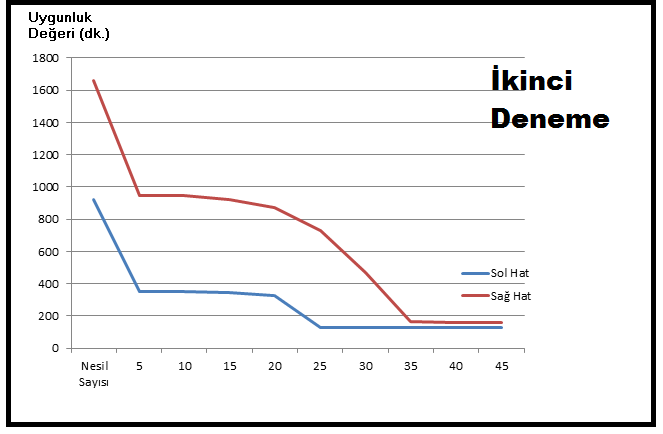 Uygunluk
Değeri (dk.)
İkinci
Deneme
1800
1600
1400
1200
1000
800
600
400
200
0
Sol Hat
Sağ Hat
Nesil
Sayısı
5
10
15
20
25
30
35
40
45